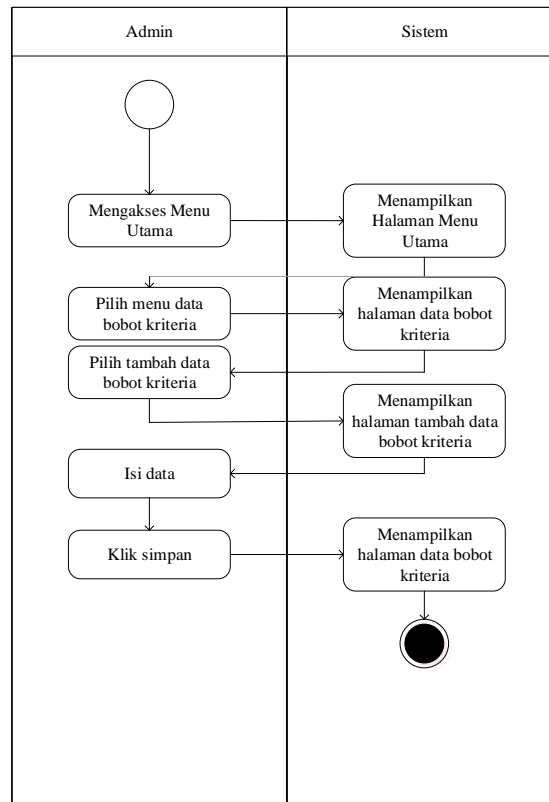 Admin
Sistem
Mengakses Menu
Utama
Menampilkan
Halaman Menu
Utama
Pilih menu data
bobot kriteria
Menampilkan
halaman data bobot
kriteria
Pilih tambah data
bobot kriteria
Menampilkan
halaman tambah data
bobot kriteria
Isi data
Klik simpan
Menampilkan
halaman data bobot
kriteria